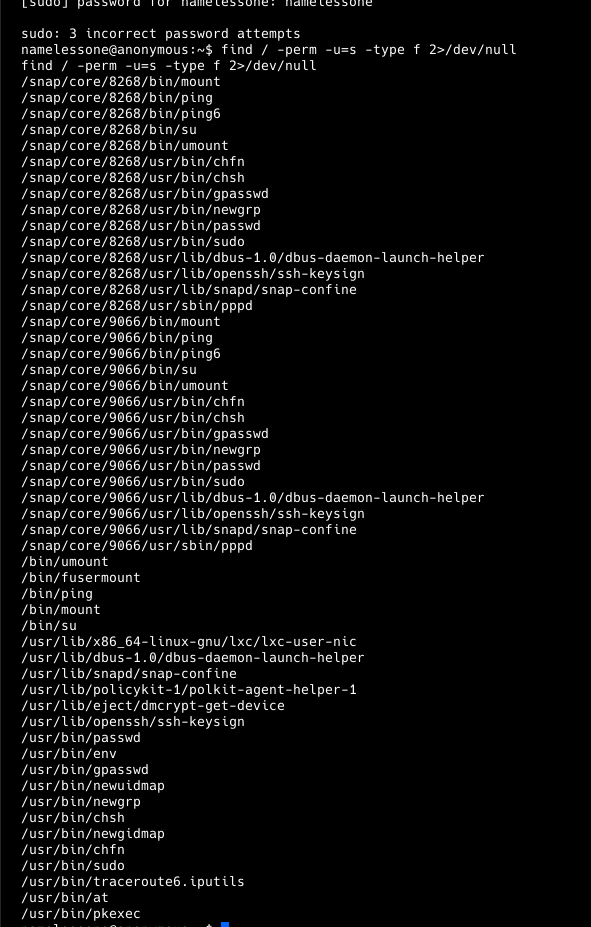 [sudo] password for namelessone: namelessone
sudo: 3 incorrect password attempts
namelessone@anonymous:~$ find / -perm -u=s -type f 2>/dev/null
find / -perm -u=s -type f 2>/dev/null
/snap/core/8268/bin/mount
/snap/core/8268/bin/ping
/snap/core/8268/bin/ping6
/snap/core/8268/bin/su
/snap/core/8268/bin/umount
/snap/core/8268/usr/bin/chfn
/snap/core/8268/usr/bin/chsh
/snap/core/8268/usr/bin/gpasswd
/snap/core/8268/usr/bin/newgrp
/snap/core/8268/usr/bin/passwd
/snap/core/8268/usr/bin/sudo
/snap/core/8268/usr/lib/dbus-1.0/dbus-daemon-launch-helper
/snap/core/8268/usr/lib/openssh/ssh-keysign
/snap/core/8268/usr/lib/snapd/snap-confine
/snap/core/8268/usr/sbin/pppd
/snap/core/9066/bin/mount
/snap/core/9066/bin/ping
/snap/core/9066/bin/ping6
/snap/core/9066/bin/su
/snap/core/9066/bin/umount
/snap/core/9066/usr/bin/chfn
/snap/core/9066/usr/bin/chsh
/snap/core/9066/usr/bin/gpasswd
/snap/core/9066/usr/bin/newgrp
/snap/core/9066/usr/bin/passwd
/snap/core/9066/usr/bin/sudo
/snap/core/9066/usr/lib/dbus-1.0/dbus-daemon-launch-helper
/snap/core/9066/usr/lib/openssh/ssh-keysign
/snap/core/9066/usr/lib/snapd/snap-confine
/snap/core/9066/usr/sbin/pppd
/bin/umount
/bin/fusermount
/bin/ping
/bin/mount
/bin/su
/usr/lib/x86_64-linux-gnu/lxc/lxc-user-nic
/usr/lib/dbus-1.0/dbus-daemon-launch-helper
/usr/lib/snapd/snap-confine
/usr/lib/policykit-1/polkit-agent-helper-1
/usr/lib/eject/dmcrypt-get-device
/usr/lib/openssh/ssh-keysign
/usr/bin/passwd
/usr/bin/env
/usr/bin/gpasswd
/usr/bin/newuidmap
/usr/bin/newgrp
/usr/bin/chsh
/usr/bin/newgidmap
/usr/bin/chfn
/usr/bin/sudo
/usr/bin/traceroute6.iputils
/usr/bin/at
/usr/bin/pkexec